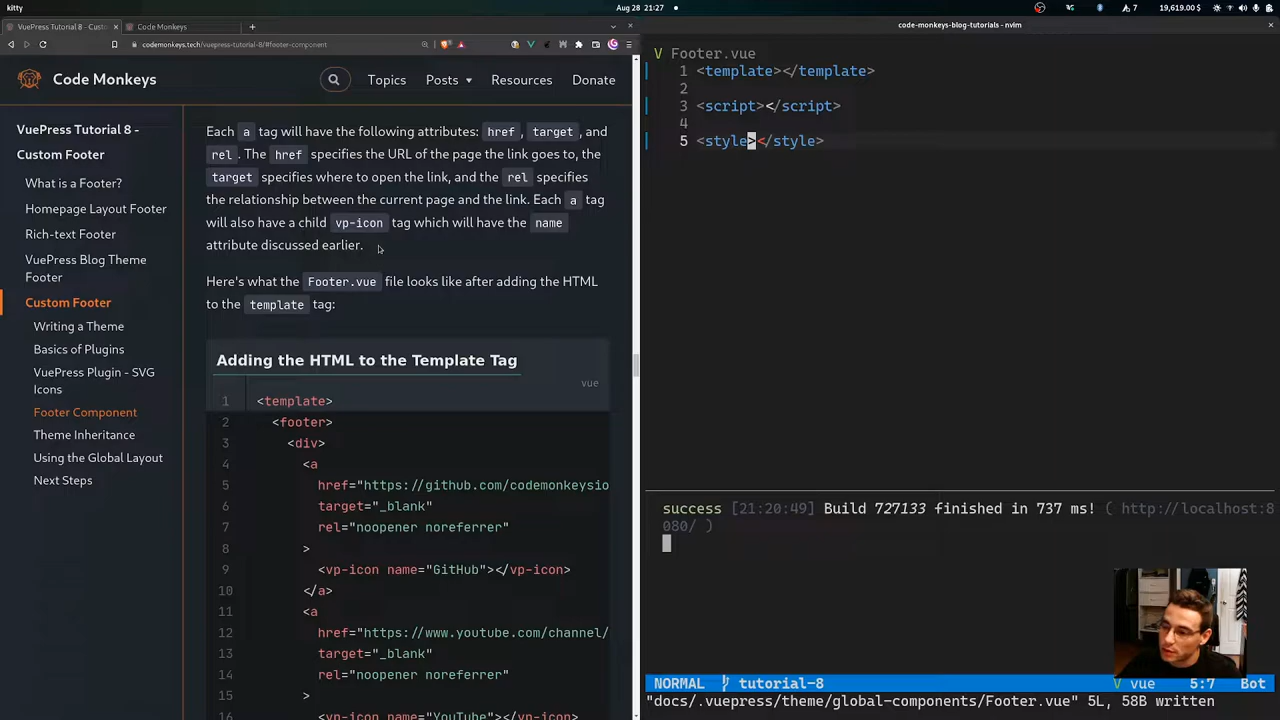 kitty
Aug 28 21:27
7
19,619.00
VuePress Tutorial 8 - Custo
Code Monkeys
codemonkeys.tech/vuepress-tutorial-8/#footer-component
code-monkeys-blog-tutorials - nvim
Code Monkeys
Topics
Posts
Resources
Donate
VuePress Tutorial 8 -
Custom Footer
What is a Footer?
Homepage Layout Footer
Rich-text Footer
VuePress Blog Theme
Footer
Custom Footer
Writing a Theme
Basics of Plugins
VuePress Plugin - SVG
Icons
Footer Component
Theme Inheritance
Using the Global Layout
Next Steps
Each a tag will have the following attributes: href, target, and
rel. The href specifies the URL of the page the link goes to, the
target specifies where to open the link, and the rel specifies
the relationship between the current page and the link. Each a tag
will also have a child vp-icon tag which will have the name
attribute discussed earlier.
Here's what the Footer.vue file looks like after adding the HTML
to the template tag:
Adding the HTML to the Template Tag
vue
1 <template>
2 <footer>
3 <div>
4 <a
5 href="https://github.com/codemonkeysio
6 target="_blank"
7 rel="noopener noreferrer"
8 >
9 <vp-icon name="GitHub"></vp-icon>
10 </a>
11 <a
12 href="https://www.youtube.com/channel/
13 target="_blank"
14 rel="noopener noreferrer"
15 >
16 <vp-icon name="YouTube"></vp-icon>
V Footer.vue
1 <template></template>
2
3 <script></script>
4
5 <style></style>
success [21:20:49] Build 727133 finished in 737 ms! ( http://localhost:8
080/ )
NORMAL tutorial-8 V vue 5:7 Bot
"docs/.vuepress/theme/global-components/Footer.vue" 5L, 58B written